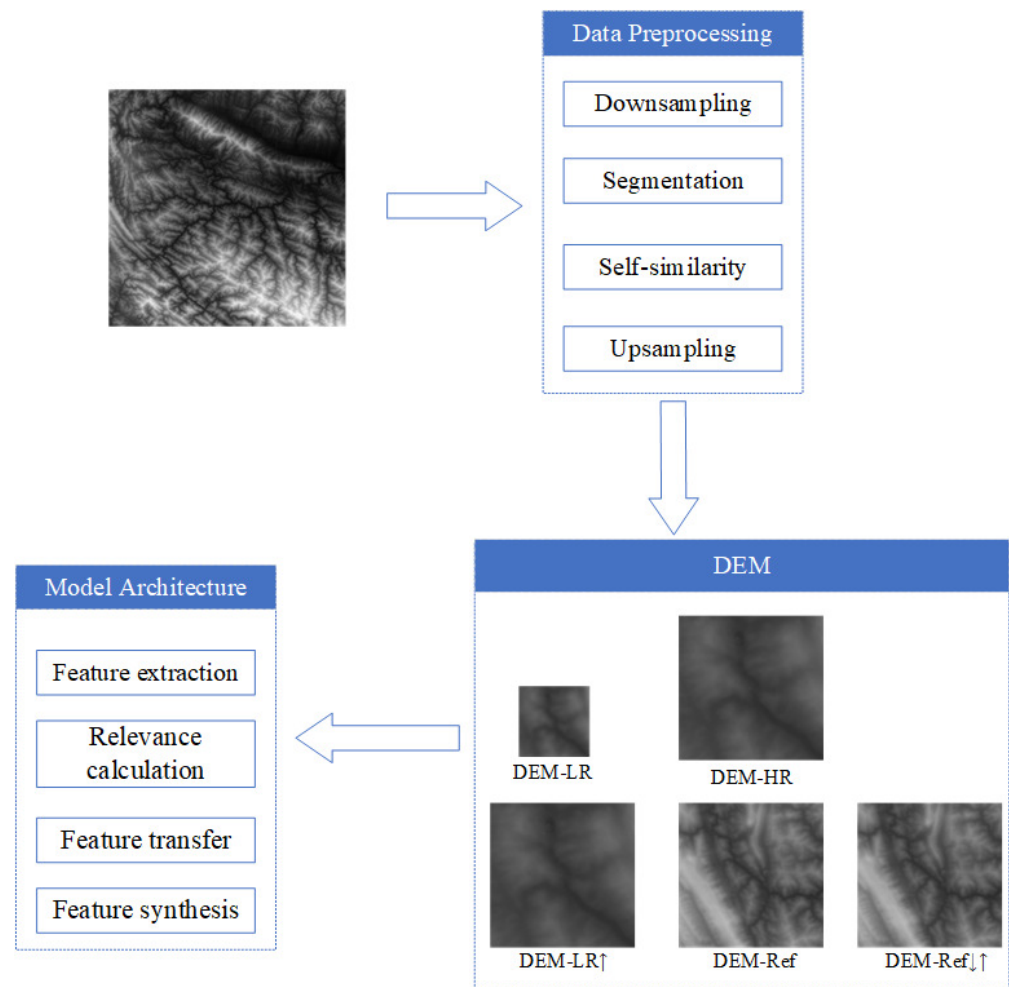 Data Preprocessing
Downsampling
Segmentation
Self-similarity
Upsampling
DEM
DEM-LR
DEM-HR
DEM-LR↑
DEM-Ref
DEM-Ref↓↑
Model Architecture
Feature extraction
Relevance
calculation
Feature transfer
Feature synthesis